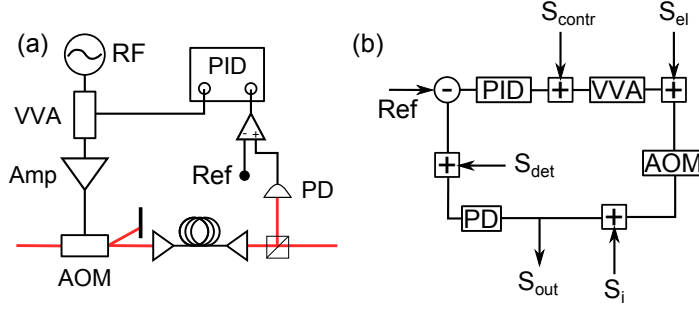 (a)
RF
PID
VVA
- +
Amp
Ref
PD
AOM
(b)
S_contr
S_el
Ref
-
PID
+
VVA
+
AOM
+
S_det
PD
+
S_out
S_i